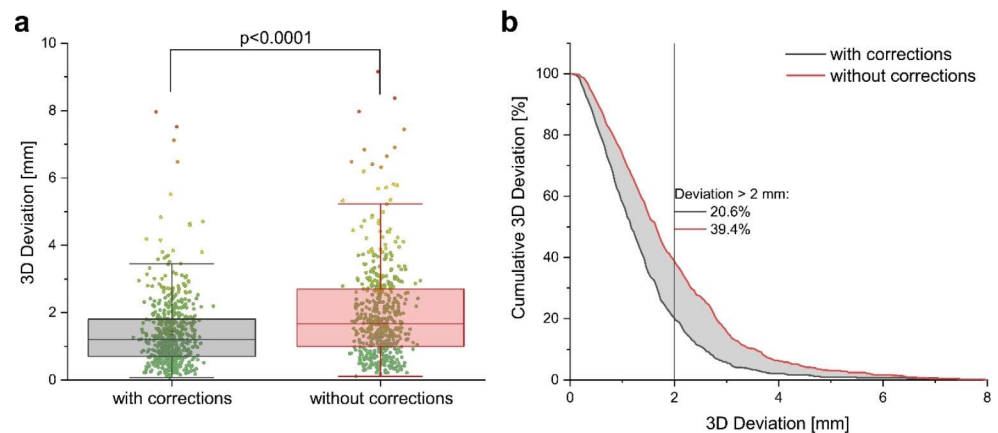 a
p<0.0001
10
8
6
4
2
0
3D Deviation [mm]
with corrections
without corrections
b
with corrections
without corrections
100
80
60
40
20
0
Cumulative 3D Deviation [%]
Deviation > 2 mm:
20.6%
39.4%
0 2 4 6 8
3D Deviation [mm]